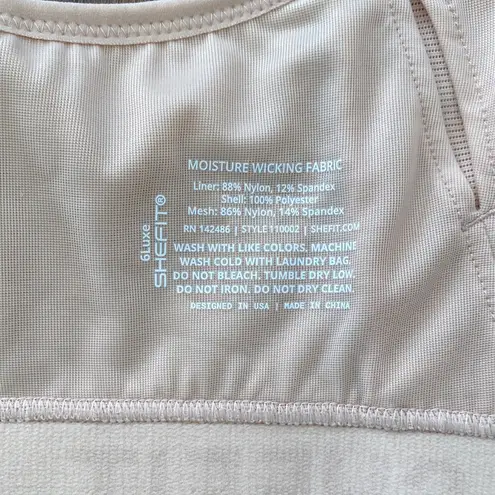 MOISTURE WICKING FABRIC
Liner: 88% Nylon, 12% Spandex
Shell: 100% Polyester
Mesh: 86% Nylon, 14% Spandex
RN 142486 | STYLE 110002 | SHEFIT.COM
WASH WITH LIKE COLORS. MACHINE
WASH COLD WITH LAUNDRY BAG.
DO NOT BLEACH. TUMBLE DRY LOW.
DO NOT IRON. DO NOT DRY CLEAN.
DESIGNED IN USA | MADE IN CHINA
6Luxe
SHEFIT®